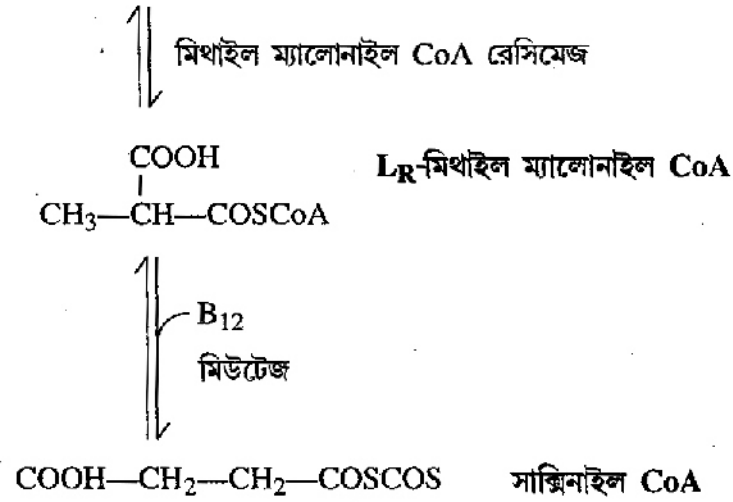 মিথাইল ম্যালোনাইল CoA রেসিমেজ
COOH
L_R-মিথাইল ম্যালোনাইল CoA
CH₃—CH—COSCoA
B₁₂
মিউটেজ
COOH—CH₂—CH₂—COSCOS সাক্সিনাইল CoA